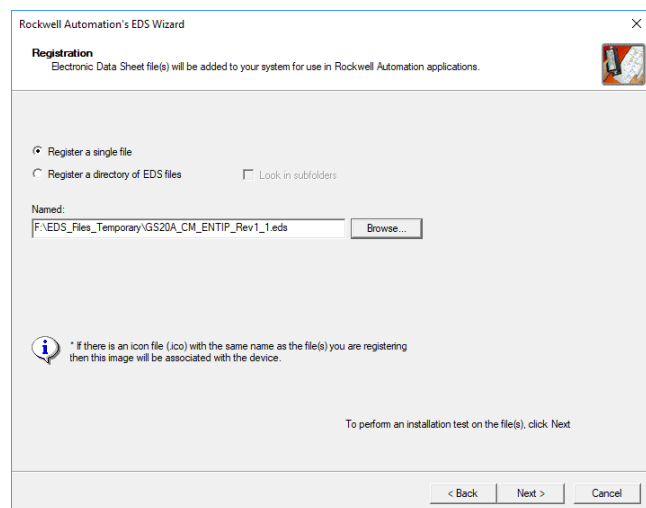 Rockwell Automation's EDS Wizard
Registration
Electronic Data Sheet file(s) will be added to your system for use in Rockwell Automation applications.
Register a single file
Register a directory of EDS files
Look in subfolders
Named:
F:\EDS_Files_Temporary\GS20A_CM_ENTIP_Rev1_1.eds
Browse...
* If there is an icon file (.ico) with the same name as the file(s) you are registering
then this image will be associated with the device.
To perform an installation test on the file(s), click Next
< Back
Next >
Cancel